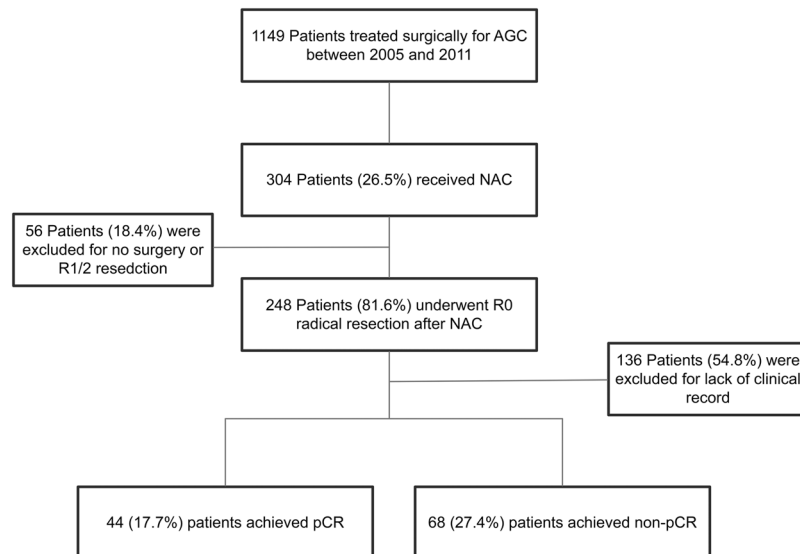 1149 Patients treated surgically for AGC
between 2005 and 2011
304 Patients (26.5%) received NAC
56 Patients (18.4%) were
excluded for no surgery or
R1/2 resedction
248 Patients (81.6%) underwent R0
radical resection after NAC
136 Patients (54.8%) were
excluded for lack of clinical
record
44 (17.7%) patients achieved pCR
68 (27.4%) patients achieved non-pCR